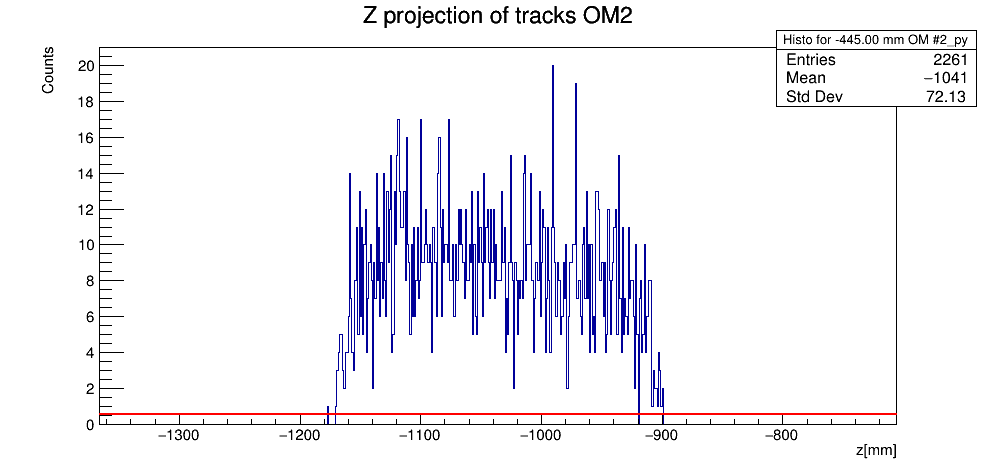 Z projection of tracks OM2
Histo for -445.00 mm OM #2_py
Entries 2261
Mean −1041
Std Dev 72.13
Counts
20
18
16
14
12
10
8
6
4
2
0
−1300 −1200 −1100 −1000 −900 −800
z[mm]